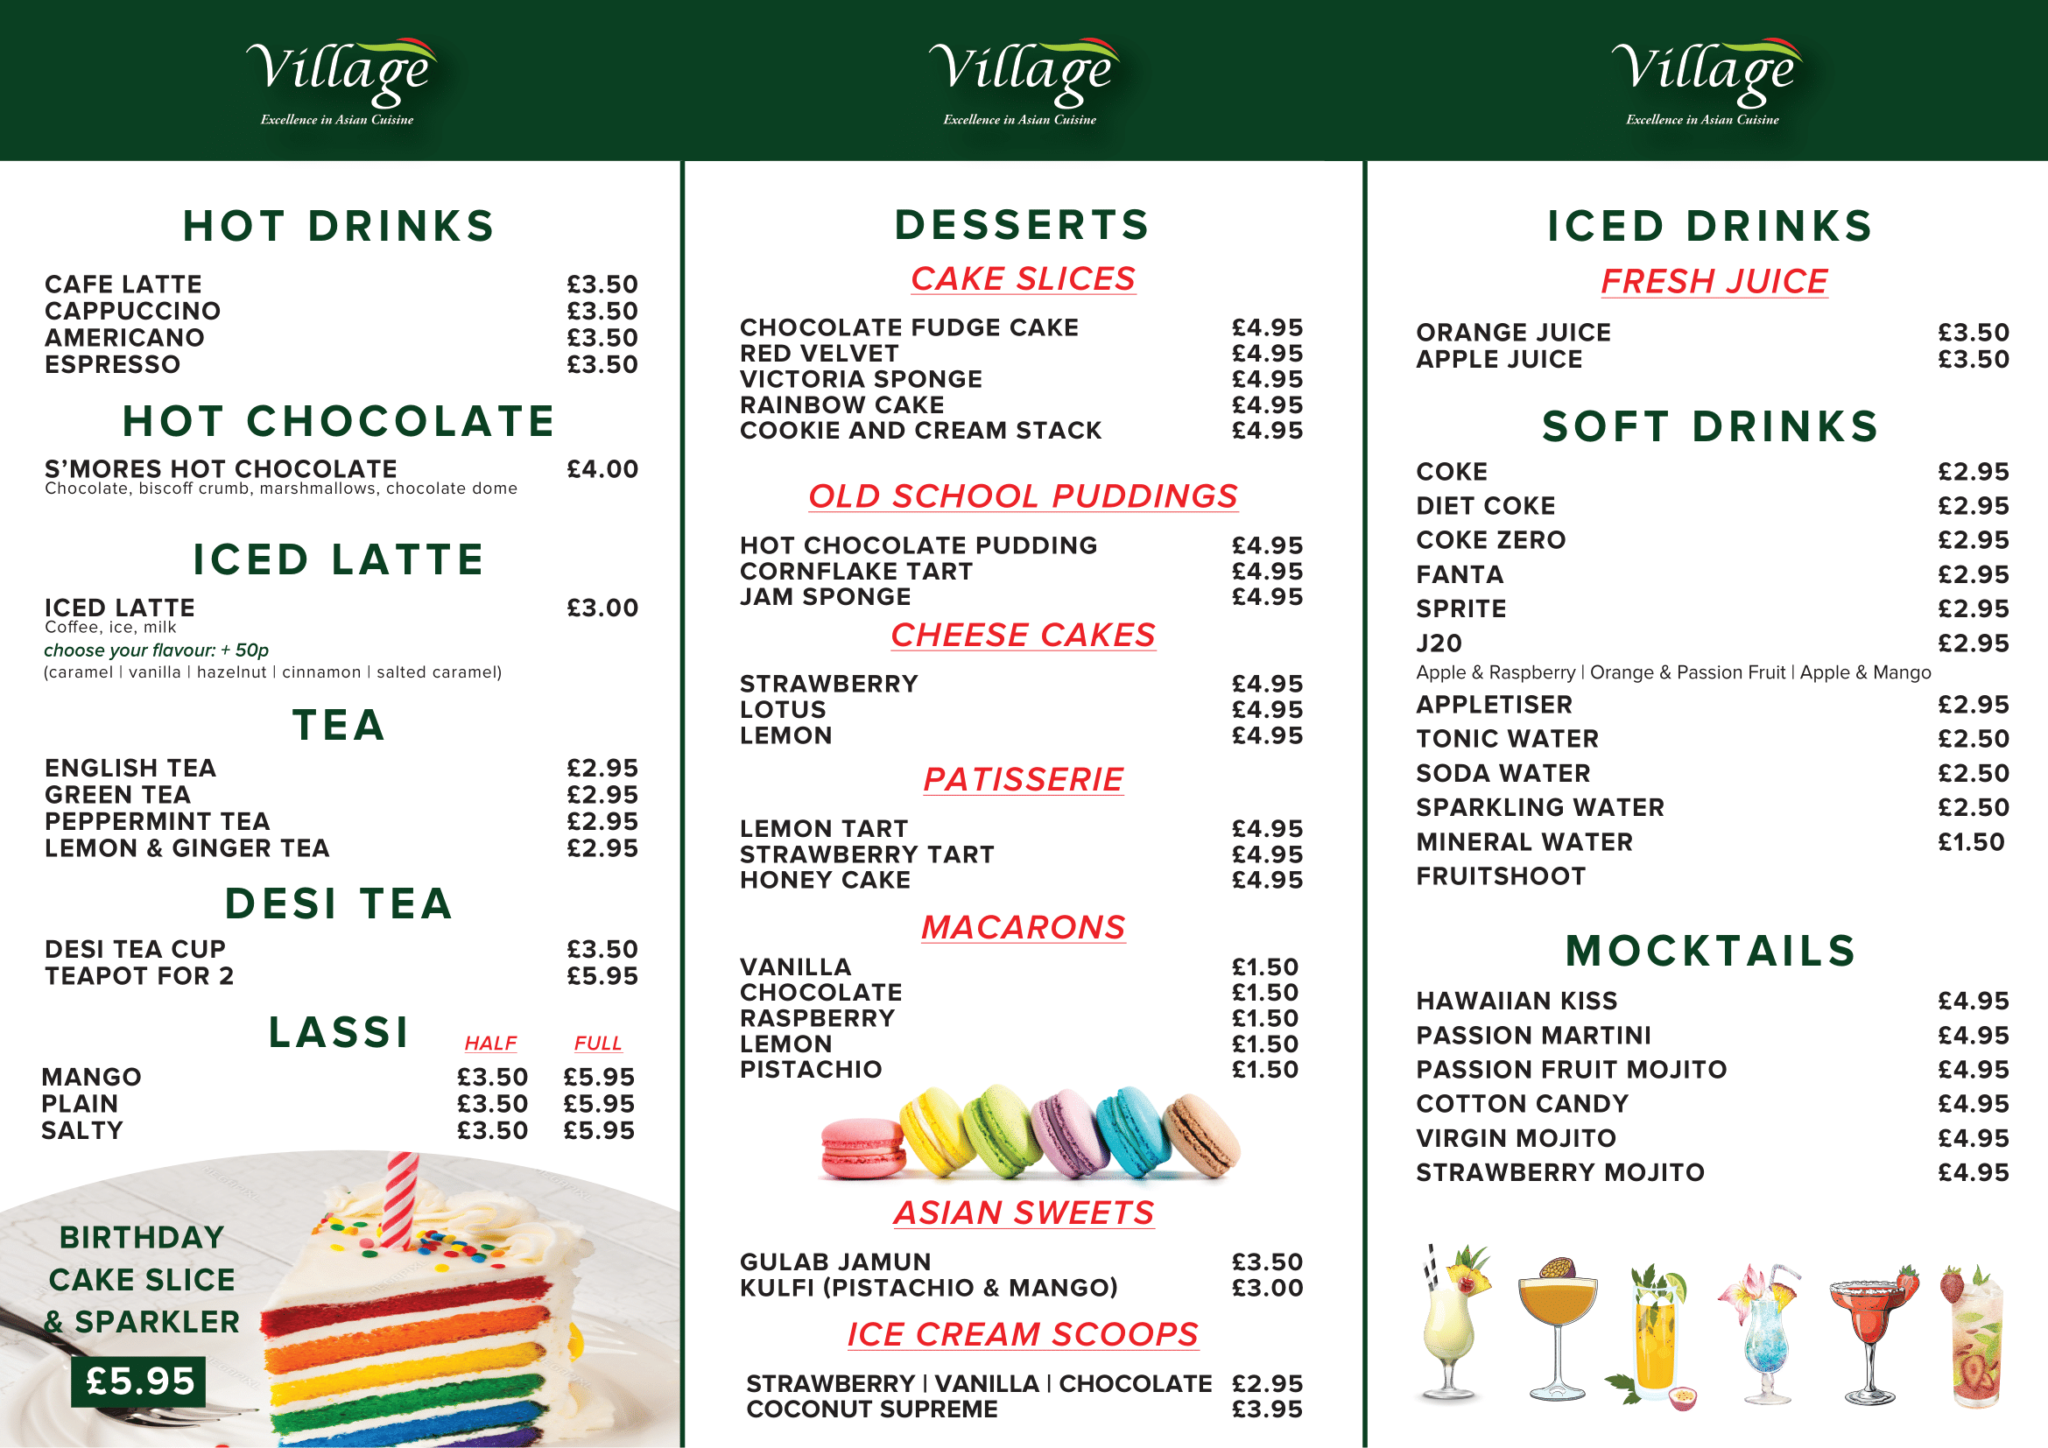 Village
Excellence in Asian Cuisine
HOT DRINKS
CAFE LATTE £3.50
CAPPUCCINO £3.50
AMERICANO £3.50
ESPRESSO £3.50
HOT CHOCOLATE
S’MORES HOT CHOCOLATE £4.00
Chocolate, biscoff crumb, marshmallows, chocolate dome
ICED LATTE
ICED LATTE £3.00
Coffee, ice, milk
choose your flavour: + 50p
(caramel | vanilla | hazelnut | cinnamon | salted caramel)
TEA
ENGLISH TEA £2.95
GREEN TEA £2.95
PEPPERMINT TEA £2.95
LEMON & GINGER TEA £2.95
DESI TEA
DESI TEA CUP £3.50
TEAPOT FOR 2 £5.95
LASSI HALF FULL
MANGO £3.50 £5.95
PLAIN £3.50 £5.95
SALTY £3.50 £5.95
BIRTHDAY
CAKE SLICE
& SPARKLER
£5.95
Village
Excellence in Asian Cuisine
DESSERTS
CAKE SLICES
CHOCOLATE FUDGE CAKE £4.95
RED VELVET £4.95
VICTORIA SPONGE £4.95
RAINBOW CAKE £4.95
COOKIE AND CREAM STACK £4.95
OLD SCHOOL PUDDINGS
HOT CHOCOLATE PUDDING £4.95
CORNFLAKE TART £4.95
JAM SPONGE £4.95
CHEESE CAKES
STRAWBERRY £4.95
LOTUS £4.95
LEMON £4.95
PATISSERIE
LEMON TART £4.95
STRAWBERRY TART £4.95
HONEY CAKE £4.95
MACARONS
VANILLA £1.50
CHOCOLATE £1.50
RASPBERRY £1.50
LEMON £1.50
PISTACHIO £1.50
ASIAN SWEETS
GULAB JAMUN £3.50
KULFI (PISTACHIO & MANGO) £3.00
ICE CREAM SCOOPS
STRAWBERRY | VANILLA | CHOCOLATE £2.95
COCONUT SUPREME £3.95
Village
Excellence in Asian Cuisine
ICED DRINKS
FRESH JUICE
ORANGE JUICE £3.50
APPLE JUICE £3.50
SOFT DRINKS
COKE £2.95
DIET COKE £2.95
COKE ZERO £2.95
FANTA £2.95
SPRITE £2.95
J20 £2.95
Apple & Raspberry | Orange & Passion Fruit | Apple & Mango
APPLETISER £2.95
TONIC WATER £2.50
SODA WATER £2.50
SPARKLING WATER £2.50
MINERAL WATER £1.50
FRUITSHOOT
MOCKTAILS
HAWAIIAN KISS £4.95
PASSION MARTINI £4.95
PASSION FRUIT MOJITO £4.95
COTTON CANDY £4.95
VIRGIN MOJITO £4.95
STRAWBERRY MOJITO £4.95